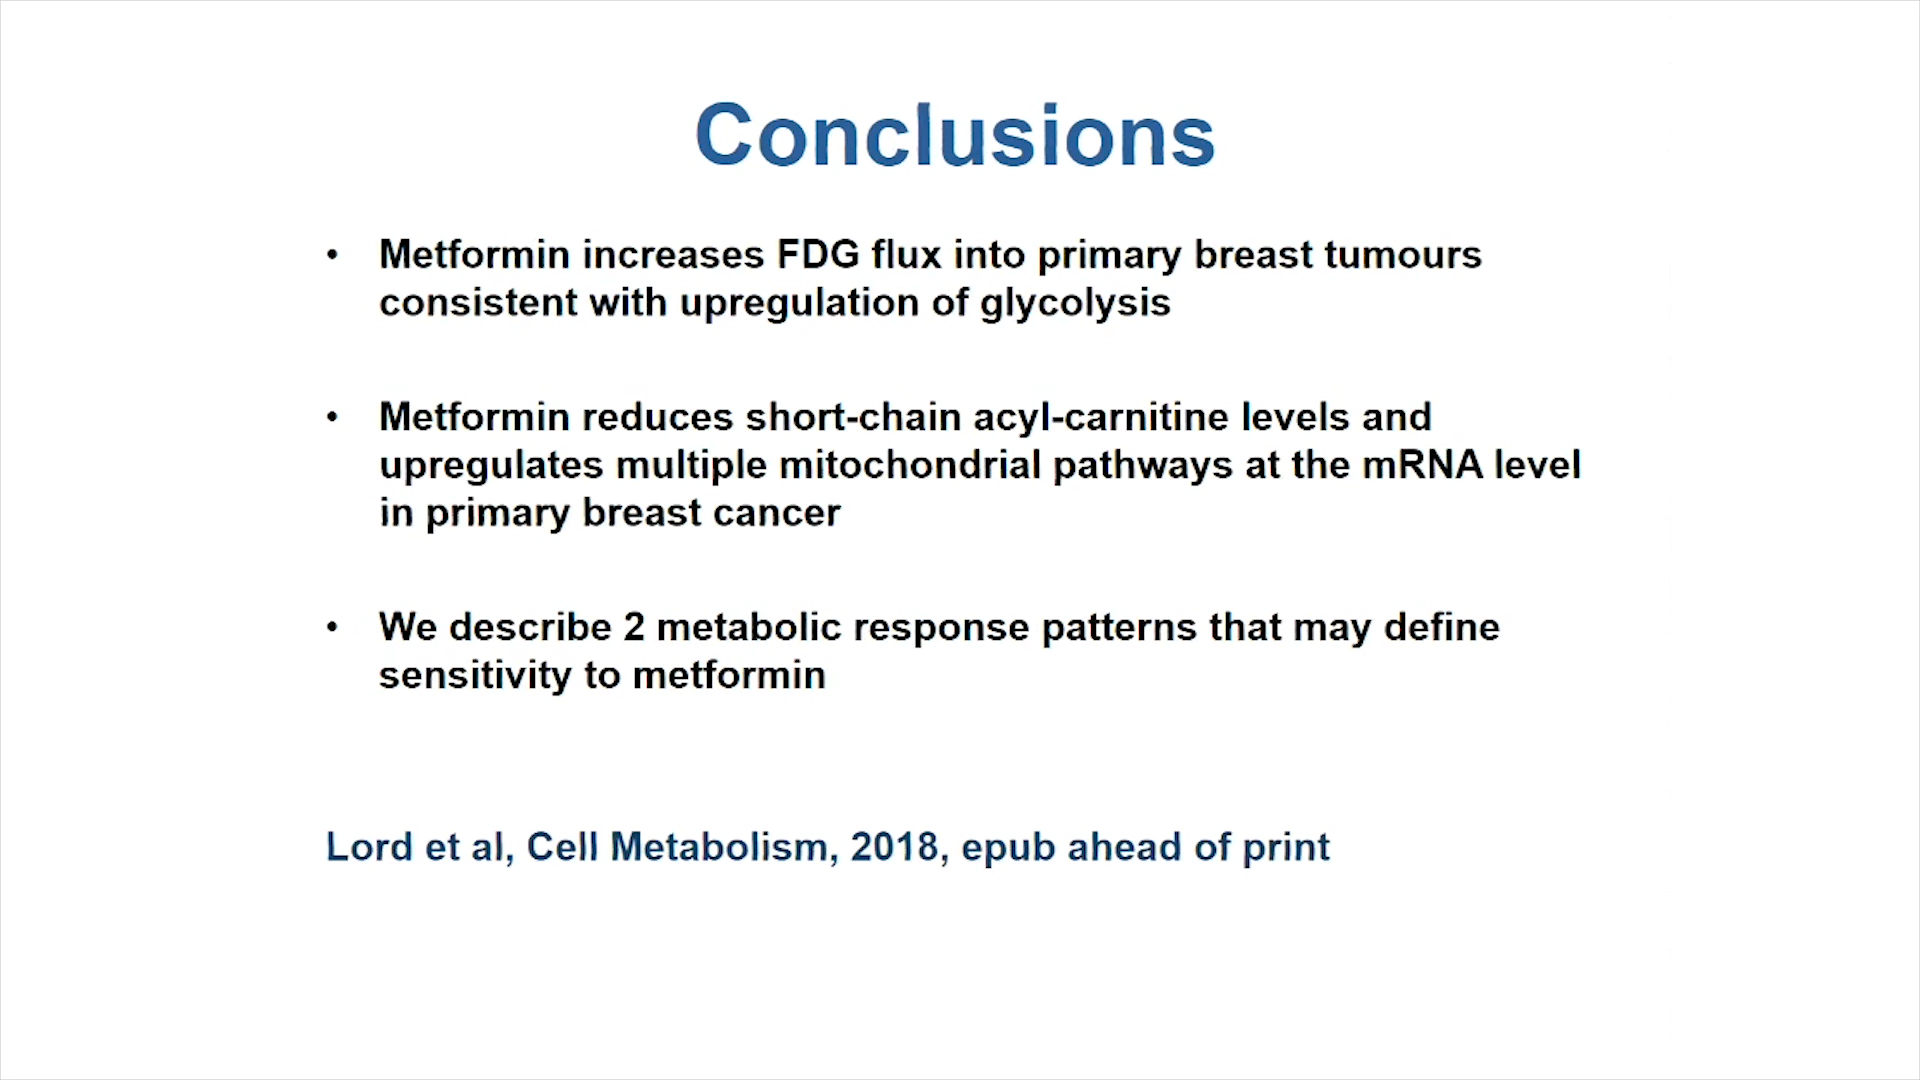 Conclusions
• Metformin increases FDG flux into primary breast tumours
consistent with upregulation of glycolysis
• Metformin reduces short-chain acyl-carnitine levels and
upregulates multiple mitochondrial pathways at the mRNA level
in primary breast cancer
• We describe 2 metabolic response patterns that may define
sensitivity to metformin
Lord et al, Cell Metabolism, 2018, epub ahead of print